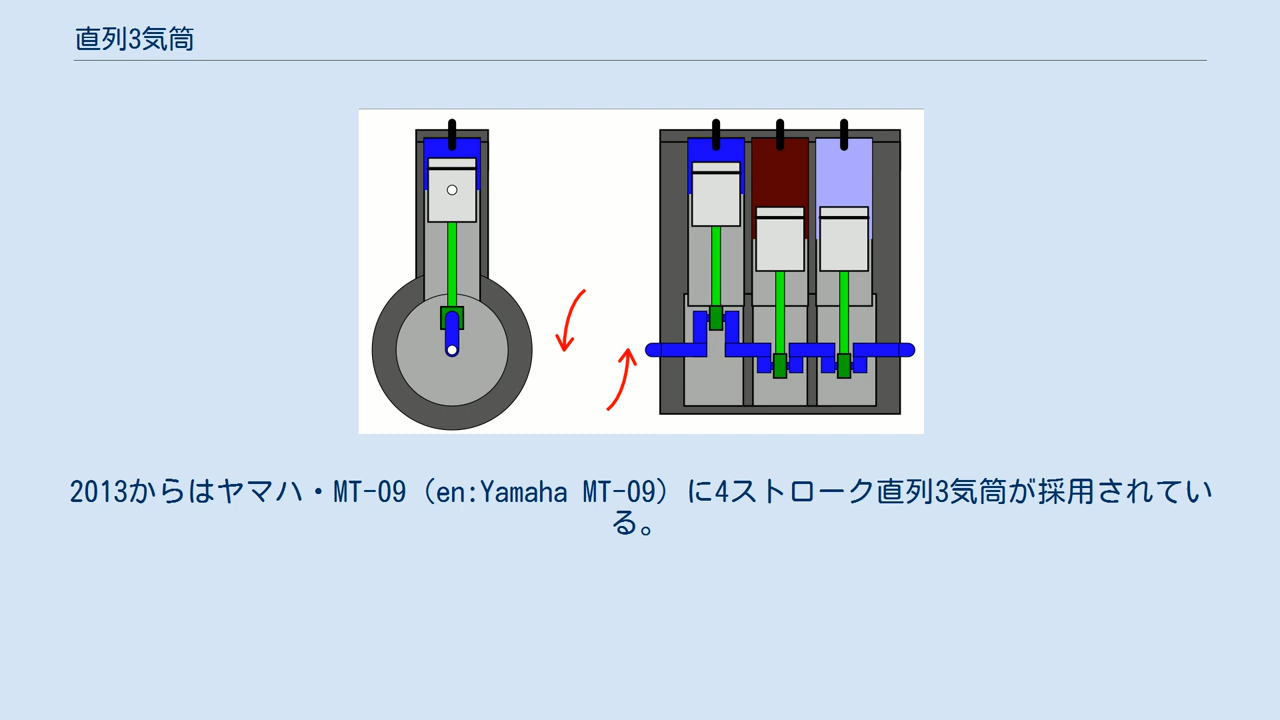 直列3気筒
2013からはヤマハ・MT-09（en:Yamaha MT-09）に4ストローク直列3気筒が採用されてい
る。